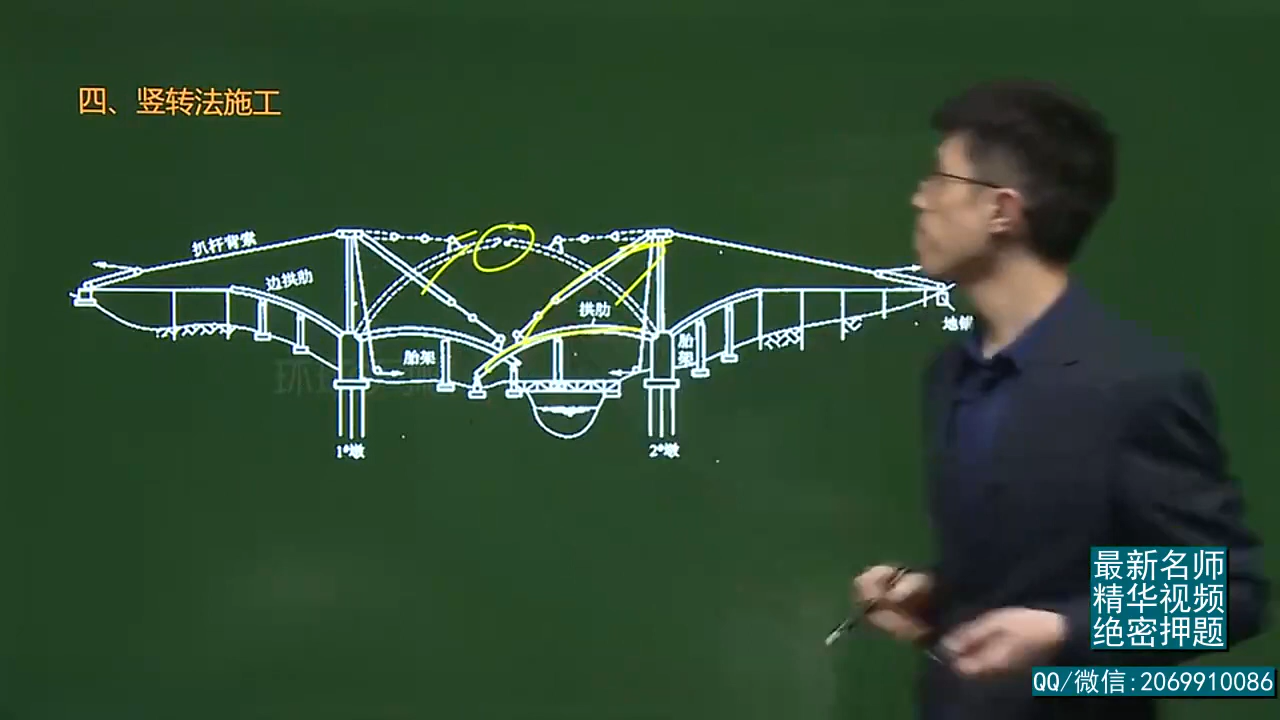 四、竖转法施工
扒杆背索
边拱肋
拱肋
胎架
胎架
地锚
1#墩
2#墩
最新名师
精华视频
绝密押题
QQ/微信:2069910086